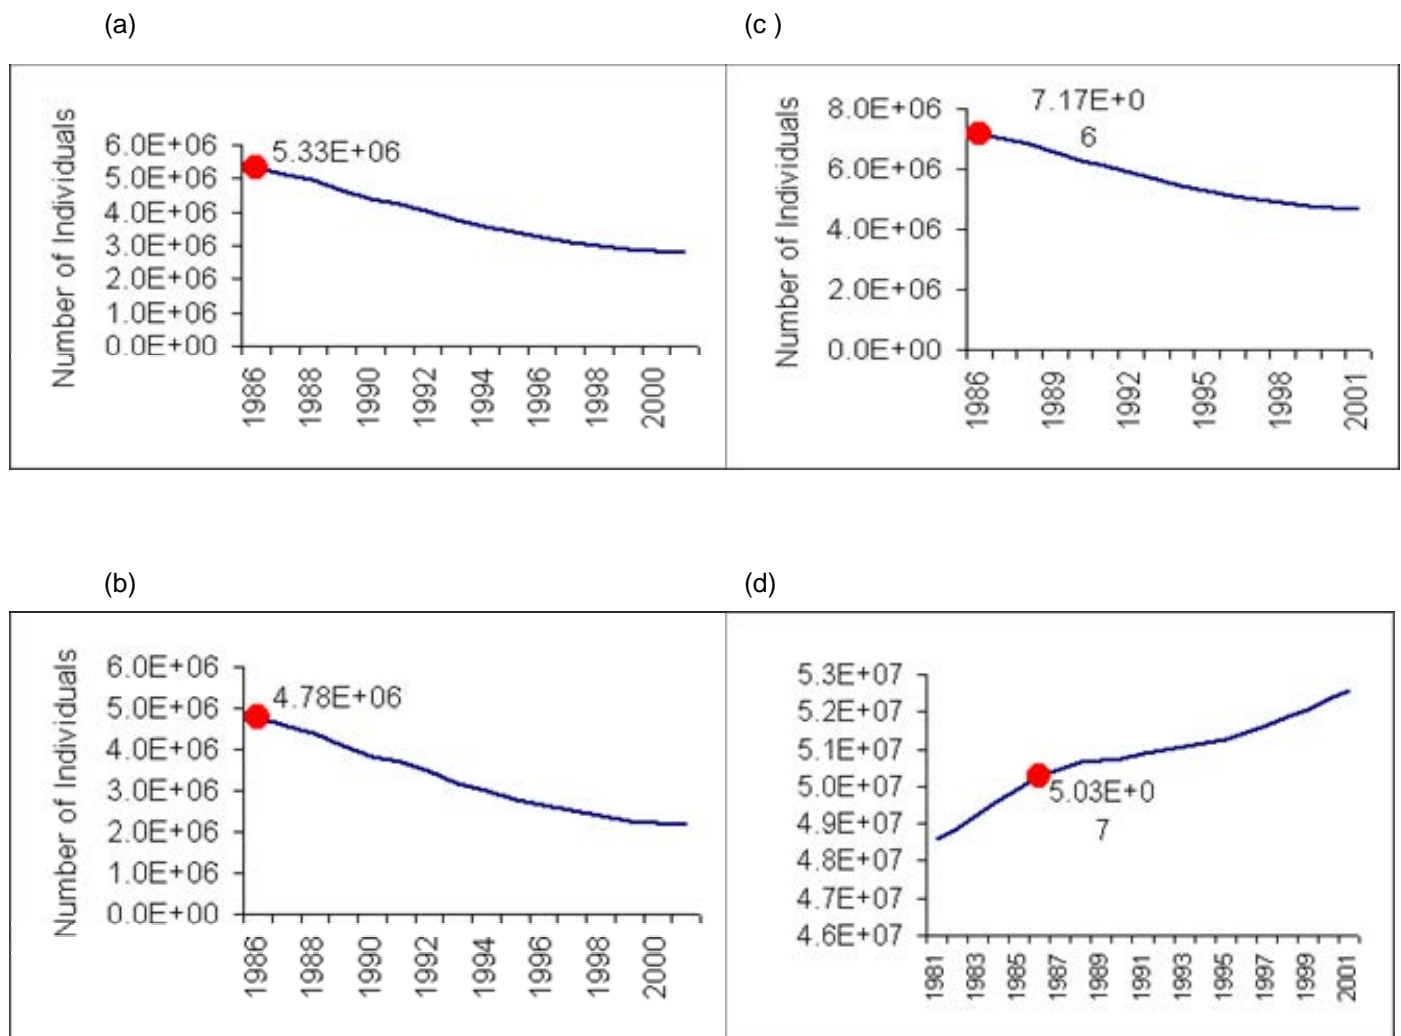 (a)
Number of Individuals
6.0E+06
5.0E+06
4.0E+06
3.0E+06
2.0E+06
1.0E+06
0.0E+00
5.33E+06
1986
1988
1990
1992
1994
1996
1998
2000
(c )
Number of Individuals
8.0E+06
6.0E+06
4.0E+06
2.0E+06
0.0E+00
7.17E+0
6
1986
1989
1992
1995
1998
2001
(b)
Number of Individuals
6.0E+06
5.0E+06
4.0E+06
3.0E+06
2.0E+06
1.0E+06
0.0E+00
4.78E+06
1986
1988
1990
1992
1994
1996
1998
2000
(d)
5.3E+07
5.2E+07
5.1E+07
5.0E+07
4.9E+07
4.8E+07
4.7E+07
4.6E+07
5.03E+0
7
1981
1983
1985
1987
1989
1991
1993
1995
1997
1999
2001